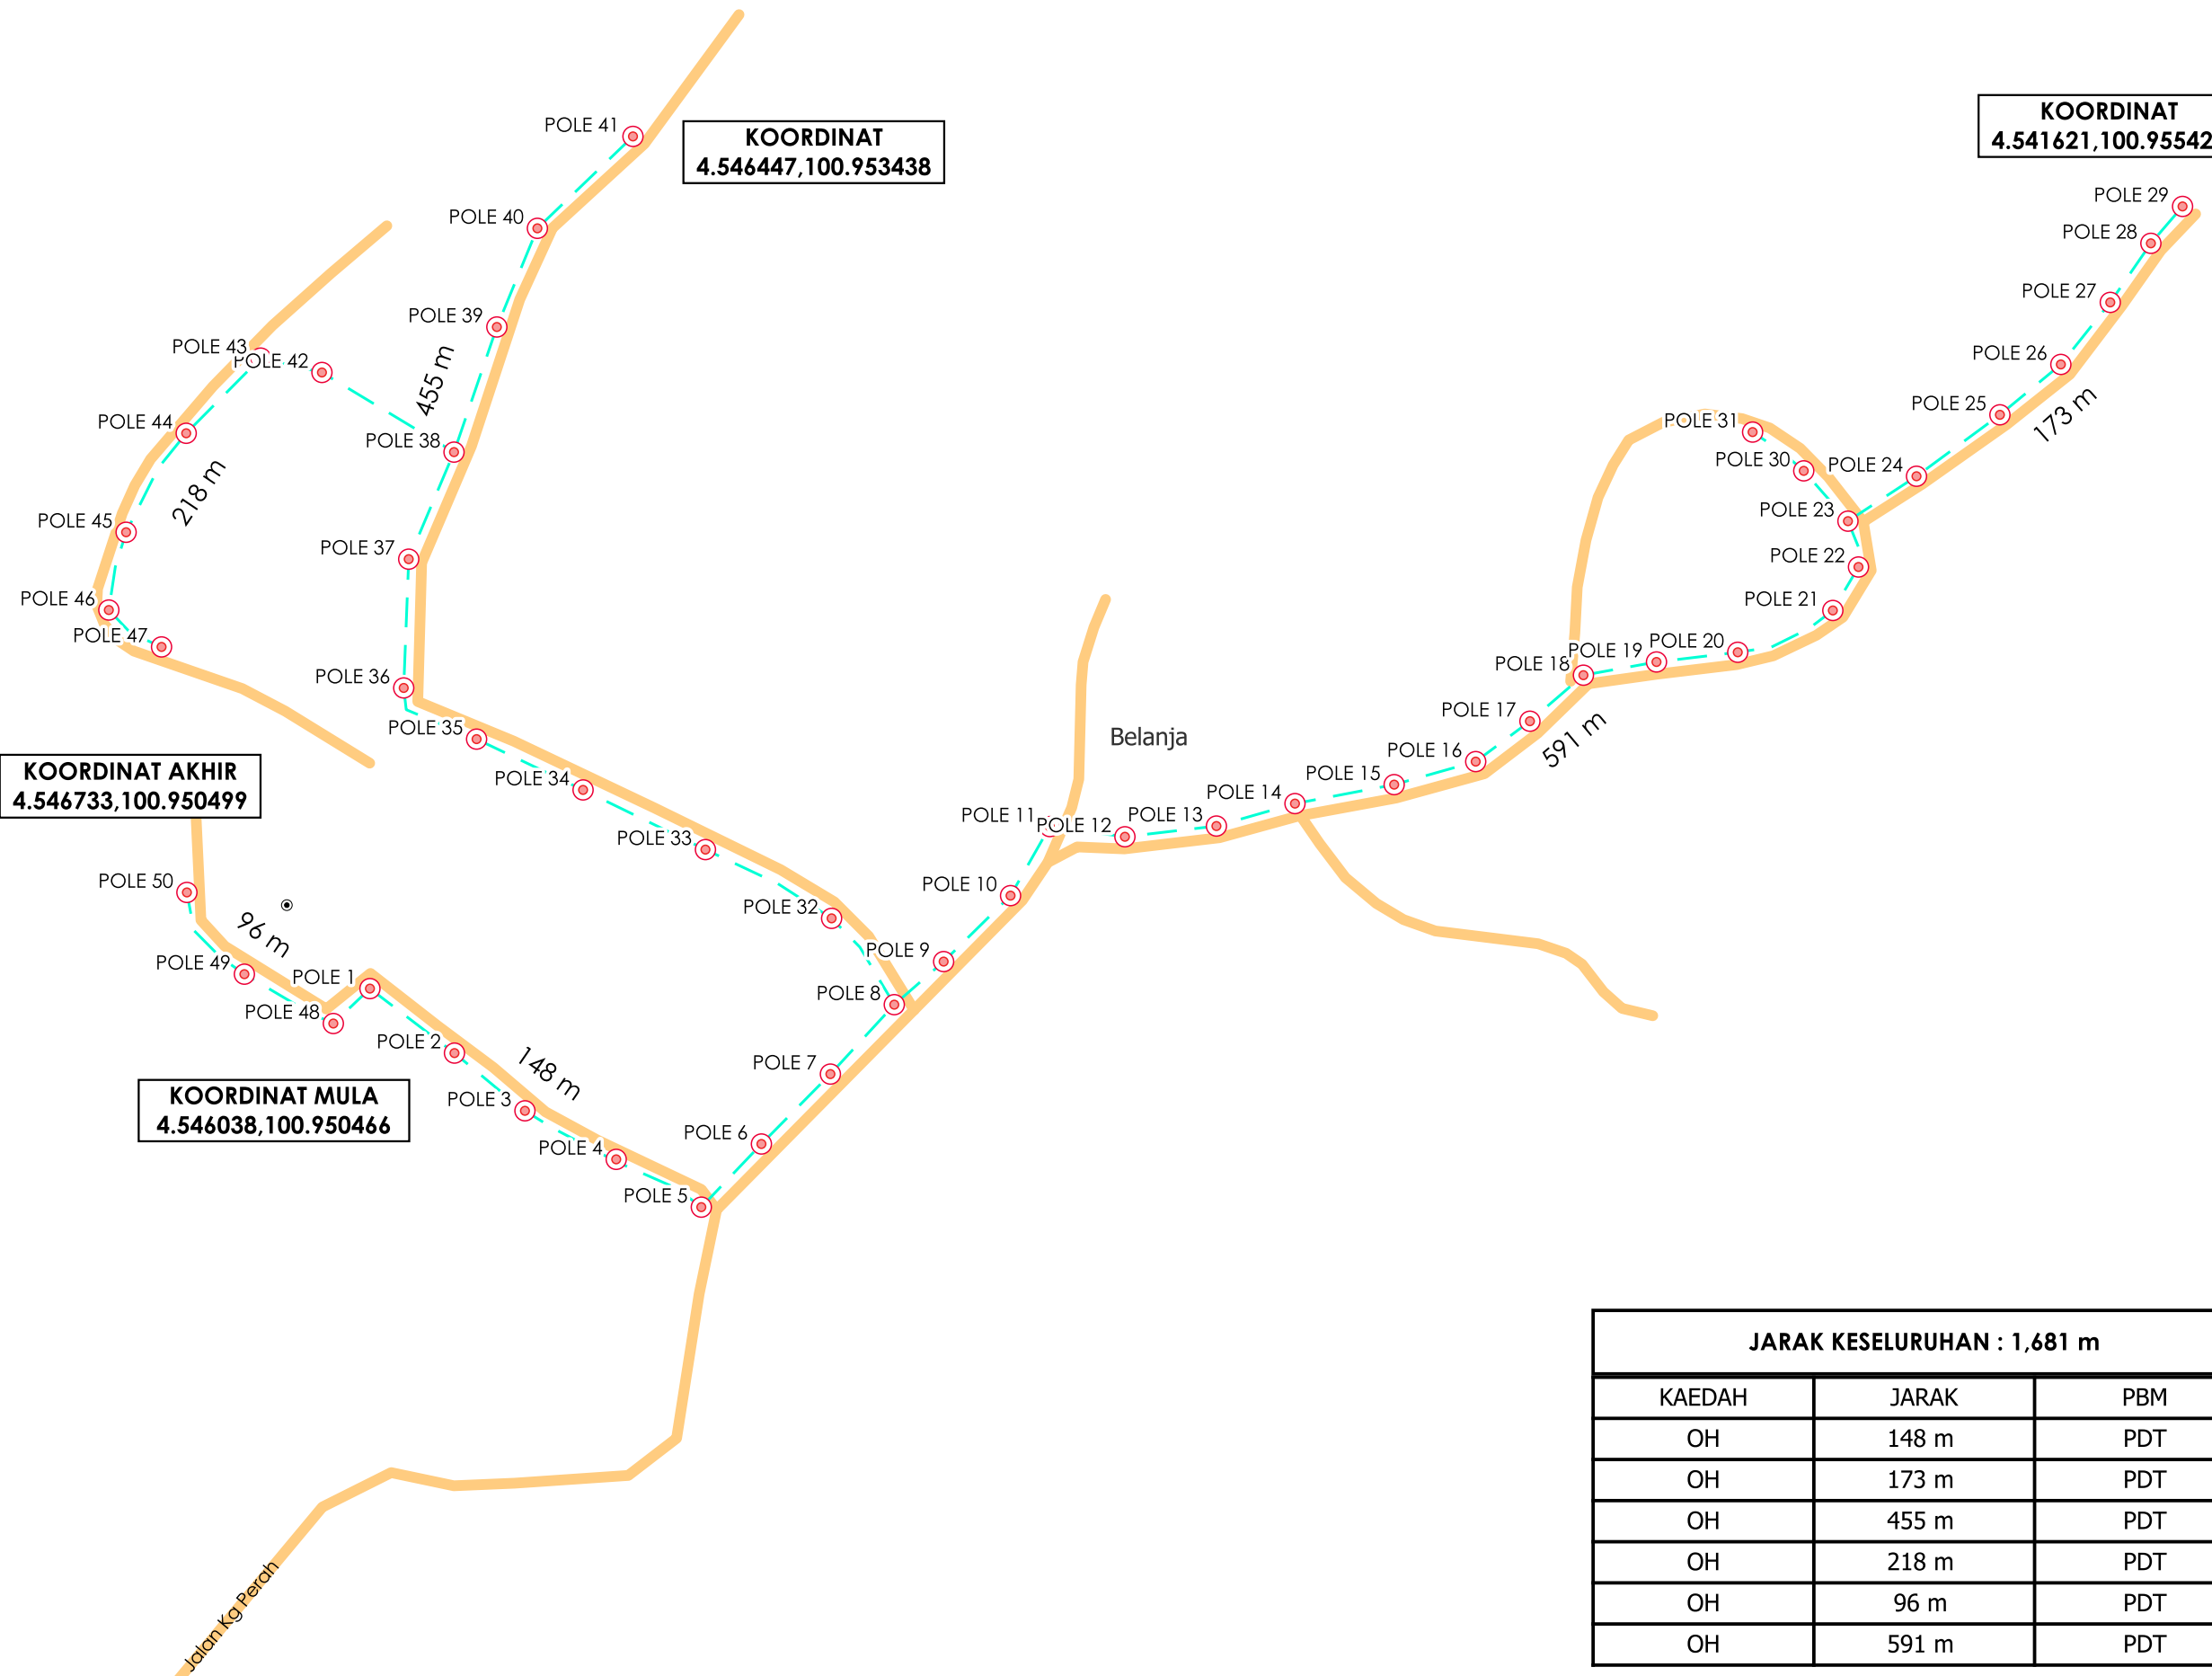 KOORDINAT
4.541621,100.95542
POLE 41
KOORDINAT
4.546447,100.953438
POLE 29
POLE 40
POLE 28
POLE 27
POLE 39
POLE 43
POLE 42
POLE 26
455 m
POLE 25
173 m
POLE 44
POLE 38
POLE 31
POLE 30
POLE 24
218 m
POLE 45
POLE 23
POLE 37
POLE 22
POLE 46
POLE 21
POLE 47
POLE 20
POLE 19
POLE 18
POLE 36
POLE 17
POLE 35
Belanja
591 m
POLE 16
KOORDINAT AKHIR
4.546733,100.950499
POLE 34
POLE 15
POLE 14
POLE 11
POLE 12
POLE 13
POLE 33
POLE 50
POLE 10
POLE 32
96 m
POLE 9
POLE 49
POLE 1
POLE 8
POLE 48
POLE 2
POLE 7
148 m
KOORDINAT MULA
4.546038,100.950466
POLE 3
POLE 6
POLE 4
POLE 5
JARAK KESELURUHAN : 1,681 m
KAEDAH JARAK PBM
OH 148 m PDT
OH 173 m PDT
OH 455 m PDT
OH 218 m PDT
OH 96 m PDT
OH 591 m PDT
Jalan Kg Perah